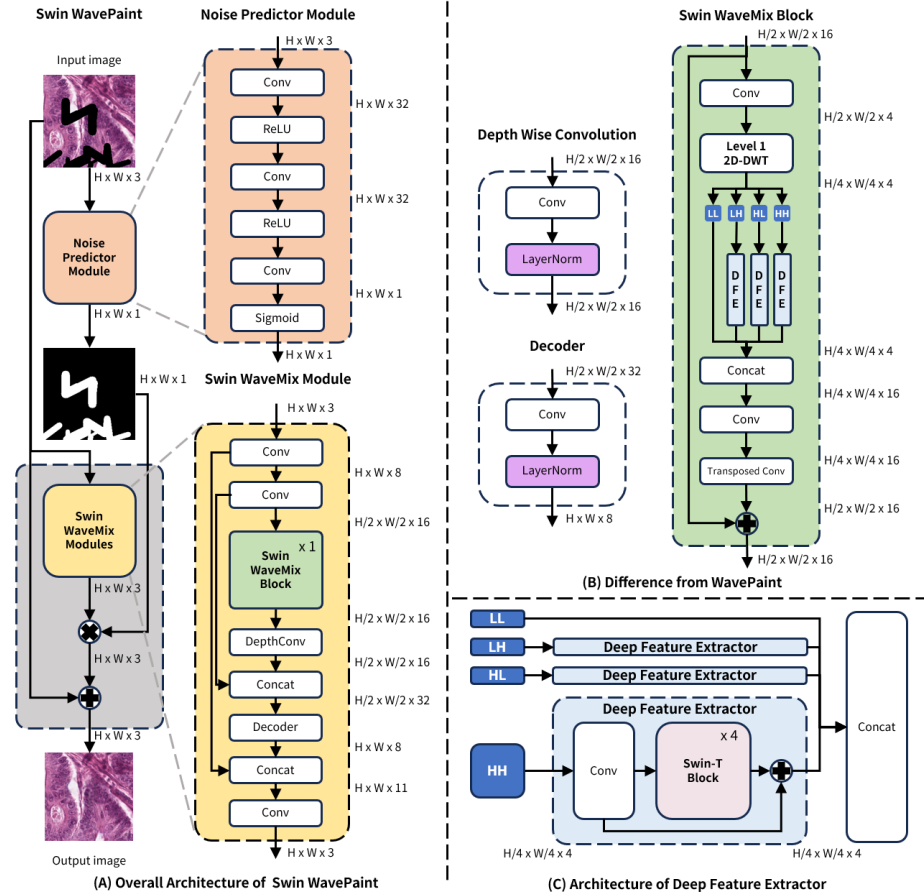 Swin WavePaint
Input image
H x W x 3
Noise
Predictor
Module
H x W x 1
H x W x 1
Swin
WaveMix
Modules
H x W x 3
H x W x 3
H x W x 3
Output image
Noise Predictor Module
H x W x 3
Conv
H x W x 32
ReLU
Conv
H x W x 32
ReLU
Conv
H x W x 1
Sigmoid
H x W x 1
Swin WaveMix Module
H x W x 3
Conv
H x W x 8
Conv
H/2 x W/2 x 16
x 1
Swin
WaveMix
Block
H/2 x W/2 x 16
DepthConv
H/2 x W/2 x 16
Concat
H/2 x W/2 x 32
Decoder
H x W x 8
Concat
H x W x 11
Conv
H x W x 3
(A) Overall Architecture of Swin WavePaint
Depth Wise Convolution
H/2 x W/2 x 16
Conv
LayerNorm
H/2 x W/2 x 16
Decoder
H/2 x W/2 x 32
Conv
LayerNorm
H x W x 8
Swin WaveMix Block
H/2 x W/2 x 16
Conv
H/2 x W/2 x 4
Level 1
2D-DWT
H/4 x W/4 x 4
LL LH HL HH
DFE DFE DFE
H/4 x W/4 x 4
Concat
H/4 x W/4 x 16
Conv
H/4 x W/4 x 16
Transposed Conv
H/2 x W/2 x 16
H/2 x W/2 x 16
(B) Difference from WavePaint
LL
LH
Deep Feature Extractor
HL
Deep Feature Extractor
Deep Feature Extractor
HH
Conv
x 4
Swin-T
Block
Concat
H/4 x W/4 x 4
H/4 x W/4 x 4
(C) Architecture of Deep Feature Extractor